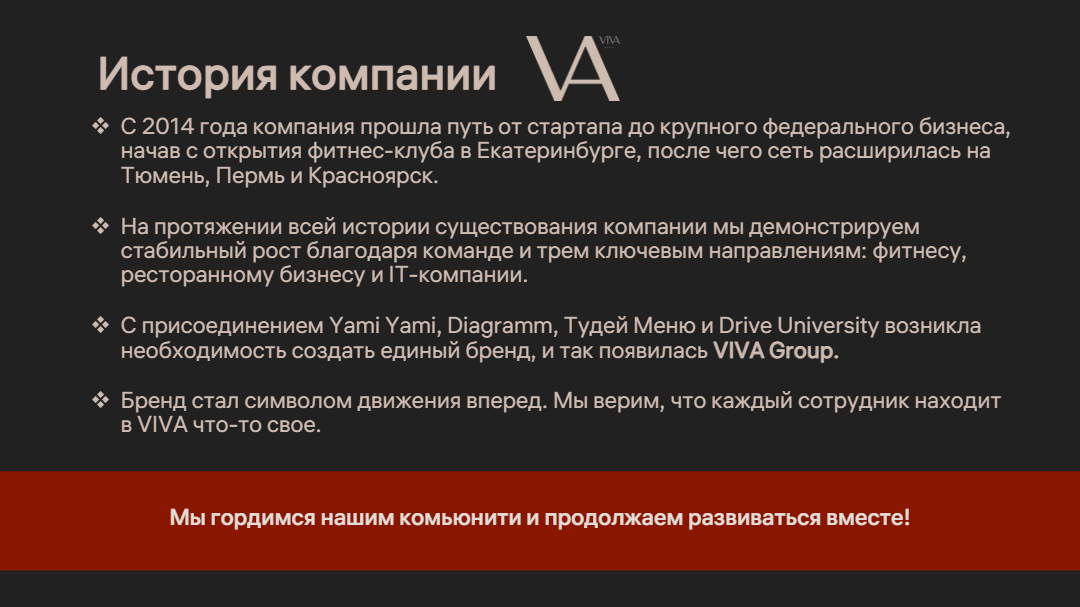 История компании
VA
VIVA
❖ С 2014 года компания прошла путь от стартапа до крупного федерального бизнеса,
начав с открытия фитнес-клуба в Екатеринбурге, после чего сеть расширилась на
Тюмень, Пермь и Красноярск.
❖ На протяжении всей истории существования компании мы демонстрируем
стабильный рост благодаря команде и трем ключевым направлениям: фитнесу,
ресторанному бизнесу и IT-компании.
❖ С присоединением Yami Yami, Diagramm, Тудей Меню и Drive University возникла
необходимость создать единый бренд, и так появилась VIVA Group.
❖ Бренд стал символом движения вперед. Мы верим, что каждый сотрудник находит
в VIVA что-то свое.
Мы гордимся нашим комьюнити и продолжаем развиваться вместе!